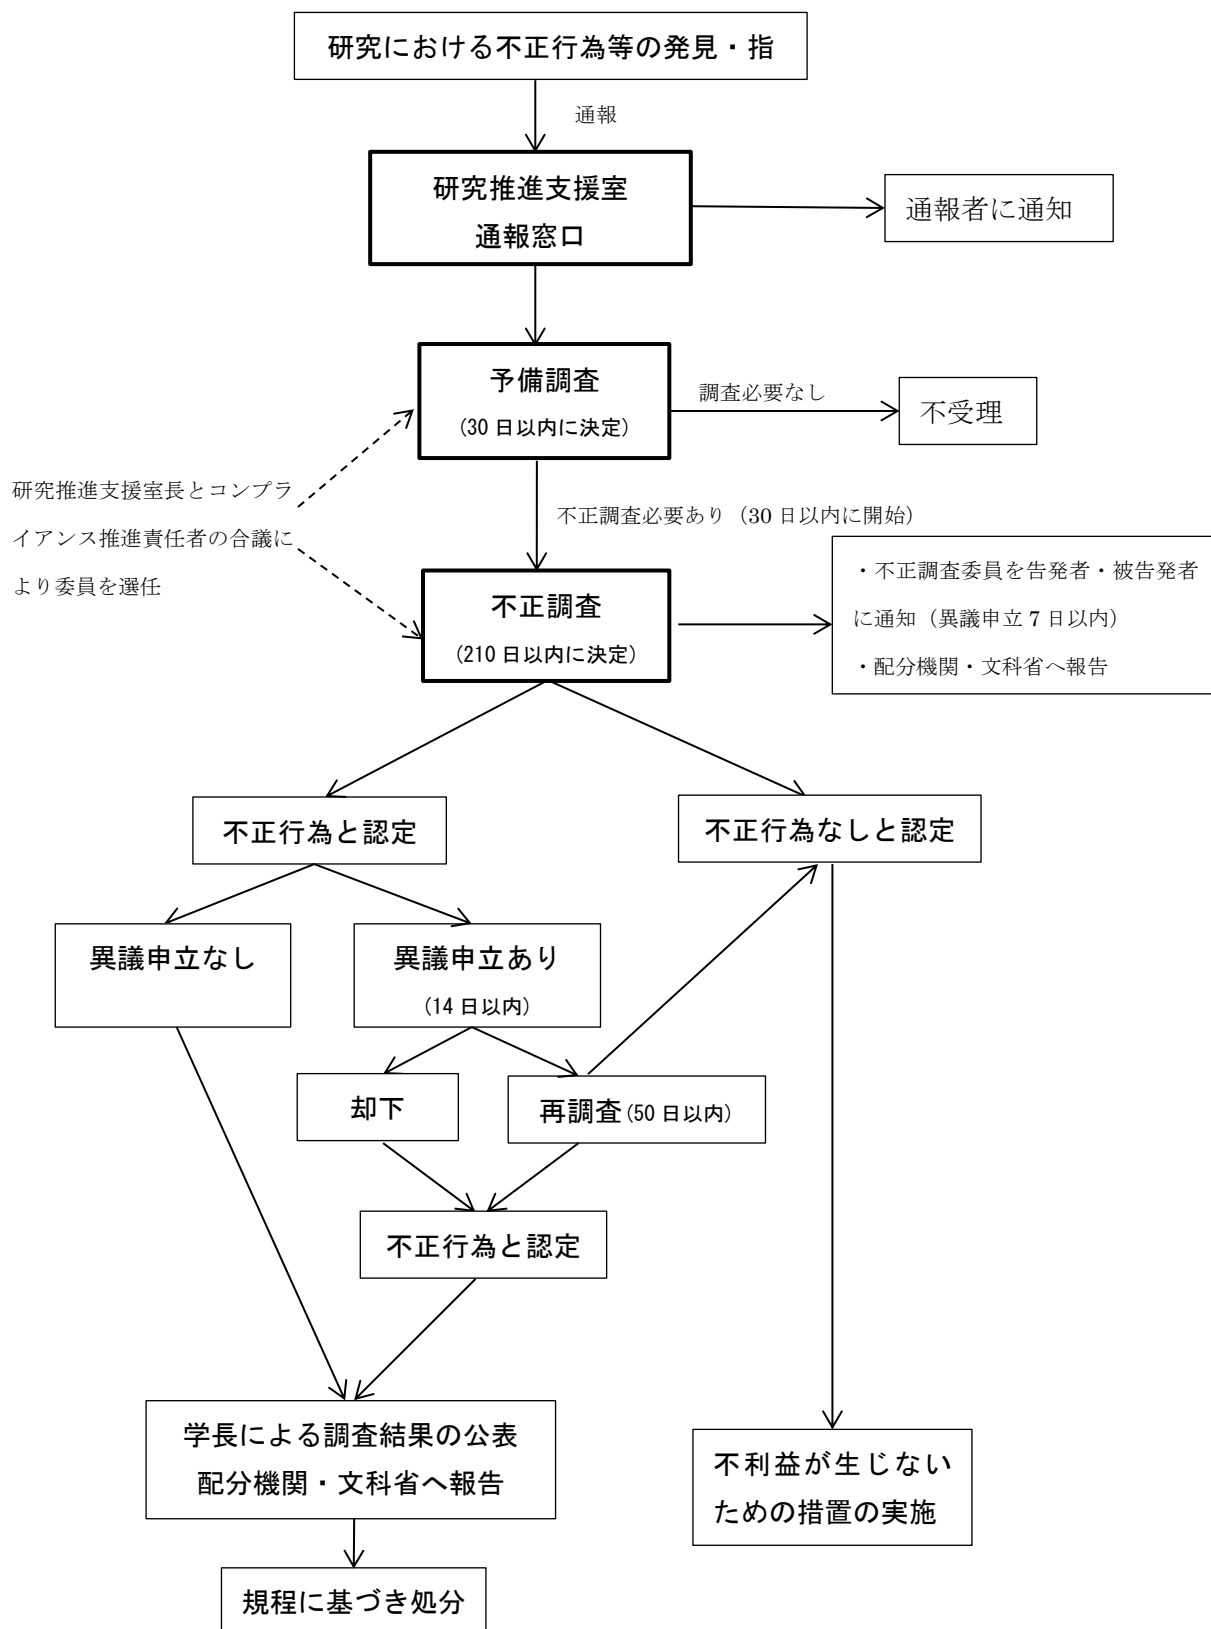 研究における不正行為等の発見・指
通報
研究推進支援室
通報窓口
通報者に通知
予備調査
(30 日以内に決定)
調査必要なし
不受理
研究推進支援室長とコンプラ
イアンス推進責任者の合議に
より委員を選任
不正調査必要あり（30 日以内に開始）
不正調査
(210 日以内に決定)
・不正調査委員を告発者・被告発者
に通知（異議申立 7 日以内）
・配分機関・文科省へ報告
不正行為と認定
不正行為なしと認定
異議申立なし
異議申立あり
(14 日以内)
却下
再調査(50 日以内)
不正行為と認定
学長による調査結果の公表
配分機関・文科省へ報告
不利益が生じない
ための措置の実施
規程に基づき処分